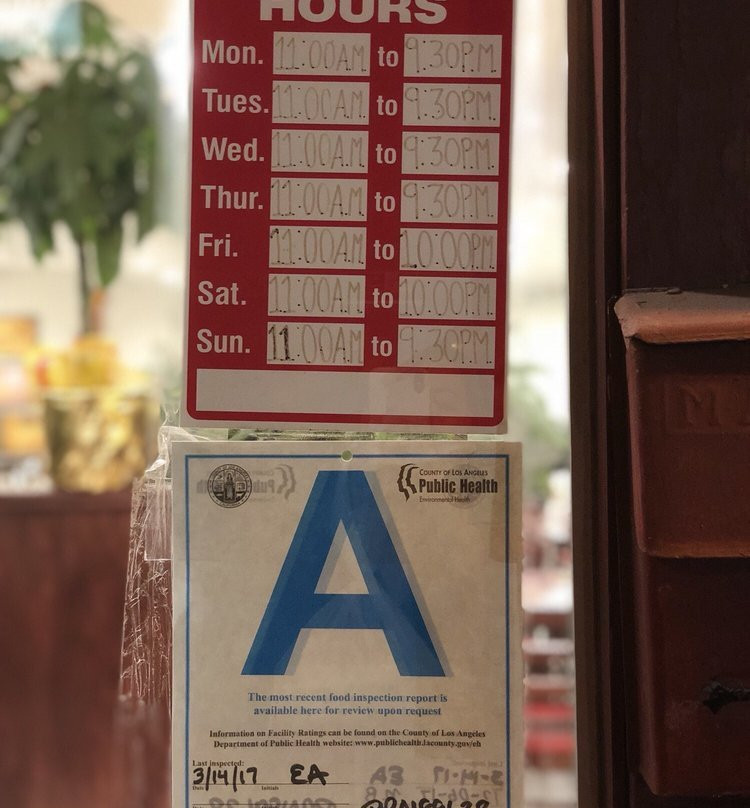 HOURS
Mon. 11:00AM to 9:30PM
Tues. 11:00AM to 9:30PM
Wed. 11:00AM to 9:30PM
Thur. 11:00AM to 9:30PM
Fri. 11:00AM to 10:00PM
Sat. 11:00AM to 10:00PM
Sun. 11:00AM to 9:30PM
COUNTY OF LOS ANGELES
Public Health
Environmental Health
A
The most recent food inspection report is
available here for review upon request
Information on Facility Ratings can be found on the County of Los Angeles
Department of Public Health website: www.publichealth.lacounty.gov/eh
Last inspected:
3/14/17 EA
Date Initials